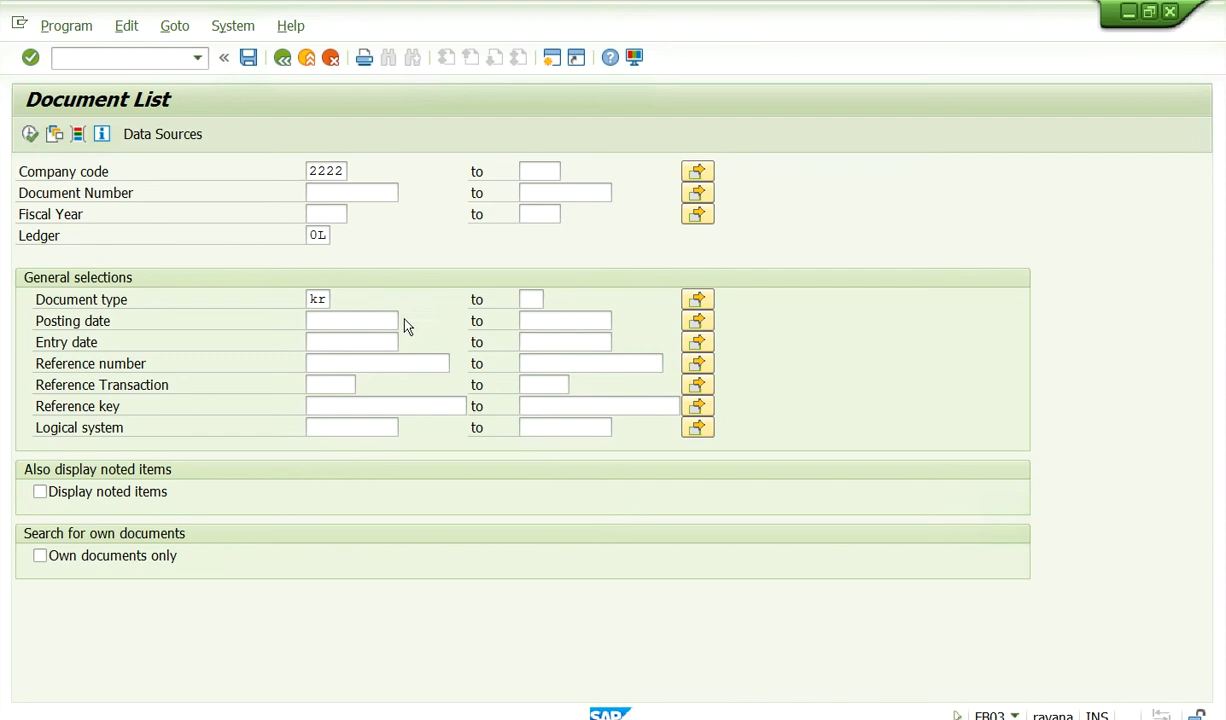 Program Edit Goto System Help
Document List
Data Sources
Company code 2222 to
Document Number to
Fiscal Year to
Ledger 0L
General selections
Document type kr to
Posting date to
Entry date to
Reference number to
Reference Transaction to
Reference key to
Logical system to
Also display noted items
Display noted items
Search for own documents
Own documents only
SAP FB03 ravana INS